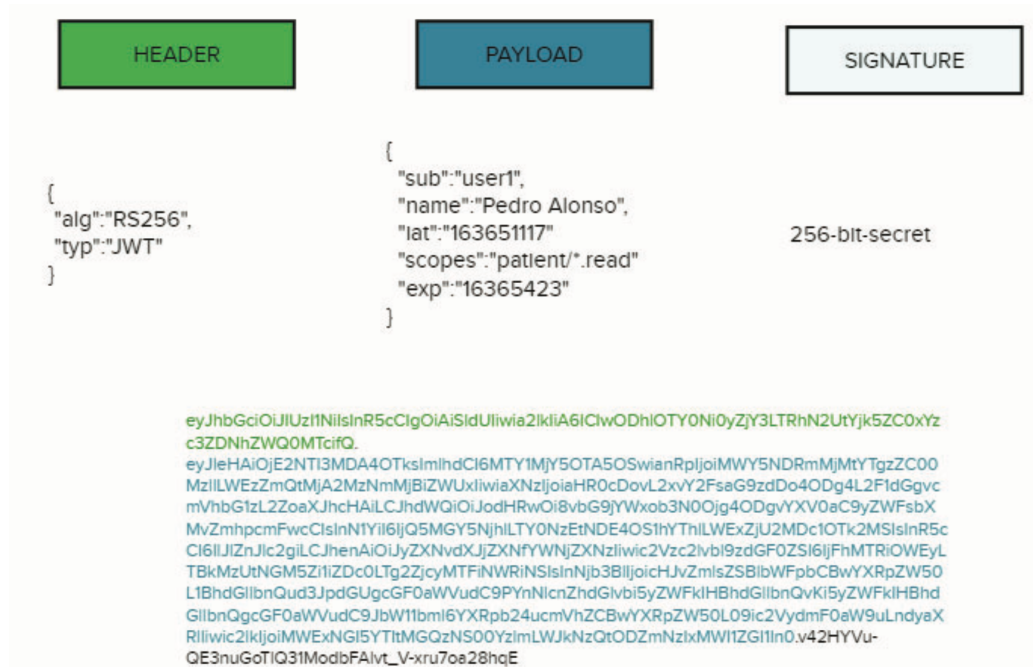 HEADER
PAYLOAD
SIGNATURE
{
"alg":"RS256",
"typ":"JWT"
}
{
"sub":"user1",
"name":"Pedro Alonso",
"iat":"163651117"
"scopes":"patient/*.read"
"exp":"16365423"
}
256-bit-secret
eyJhbGciOiJIUzI1NiIsInR5cCIgOiAiSldUIiwia2lkIiA6ICIwODhlOTY0Ni0yZjY3LTRhN2UtYjk5ZC0xYz
c3ZDNhZWQ0MTcifQ.
eyJleHAiOjE2NTI3MDA4OTksImlhdCI6MTY1MjY5OTA5OSwianRpIjoiMWY5NDRmMjMtYTgzZC00
MzllLWEzZmQtMjA2MzNmMjBiZWUxIiwiaXNzIjoiaHR0cDovL2xvY2FsaG9zdDo4ODg4L2F1dGgvc
mVhbG1zL2ZoaXJhcHAiLCJhdWQiOiJodHRwOi8vbG9jYWxob3N0Ojg4ODgvYXV0aC9yZWFsbX
MvZmhpcmFwcCIsInN1YiI6IjQ5MGY5NjhlLTY0NzEtNDE4OS1hYThlLWExZjU2MDc1OTk2MSIsInR5c
CI6IlJlZnJlc2giLCJhenAiOiJyZXNvdXJjZXNfYWNjZXNzIiwic2Vzc2lvbl9zdGF0ZSI6IjFhMTRiOWEyL
TBkMzUtNGM5Zi1iZDc0LTg2ZjcyMTFiNWRiNSIsInNjb3BlIjoicHJvZmlsZSBlbWFpbCBwYXRpZW50
L1BhdGllbnQud3JpdGUgcGF0aWVudC9PYnNlcnZhdGlvbi5yZWFkIHBhdGllbnQvKi5yZWFkIHBhd
GllbnQgcGF0aWVudC9JbW11bml6YXRpb24ucmVhZCBwYXRpZW50L09ic2VydmF0aW9uLndyaX
RlIiwic2lkIjoiMWExNGI5YTItMGQzNS00YzlmLWJkNzQtODZmNzIxMWI1ZGI1In0.v42HYVu-
QE3nuGoTlQ31ModbFAlvt_V-xru7oa28hqE